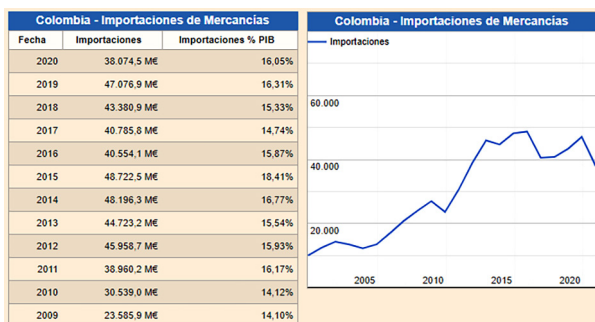 Colombia - Importaciones de Mercancías
Fecha Importaciones Importaciones % PIB
2020 38.074,5 M€ 16,05%
2019 47.076,9 M€ 16,31%
2018 43.380,9 M€ 15,33%
2017 40.785,8 M€ 14,74%
2016 40.554,1 M€ 15,87%
2015 48.722,5 M€ 18,41%
2014 48.196,3 M€ 16,77%
2013 44.723,2 M€ 15,54%
2012 45.958,7 M€ 15,93%
2011 38.960,2 M€ 16,17%
2010 30.539,0 M€ 14,12%
2009 23.585,9 M€ 14,10%
Colombia - Importaciones de Mercancías
Importaciones
60.000
40.000
20.000
2005 2010 2015 2020